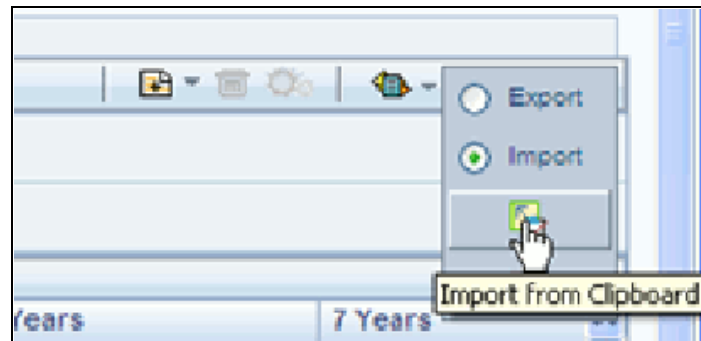 Export
Import
Import from Clipboard
Years
7 Years